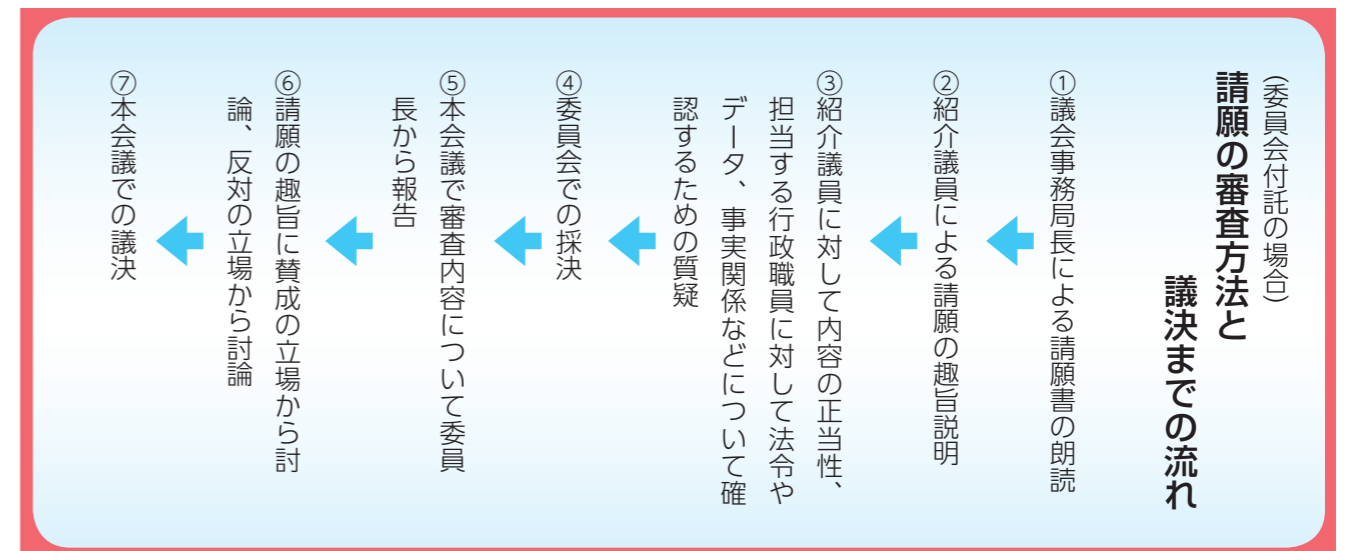 （委員会付託の場合）
請願の審査方法と
議決までの流れ
①議会事務局長による請願書の朗読
②紹介議員による請願の趣旨説明
③紹介議員に対して内容の正当性、
担当する行政職員に対して法令や
データ、事実関係などについて確
認するための質疑
④委員会での採決
⑤本会議で審査内容について委員
長から報告
⑥請願の趣旨に賛成の立場から討
論、反対の立場から討論
⑦本会議での議決